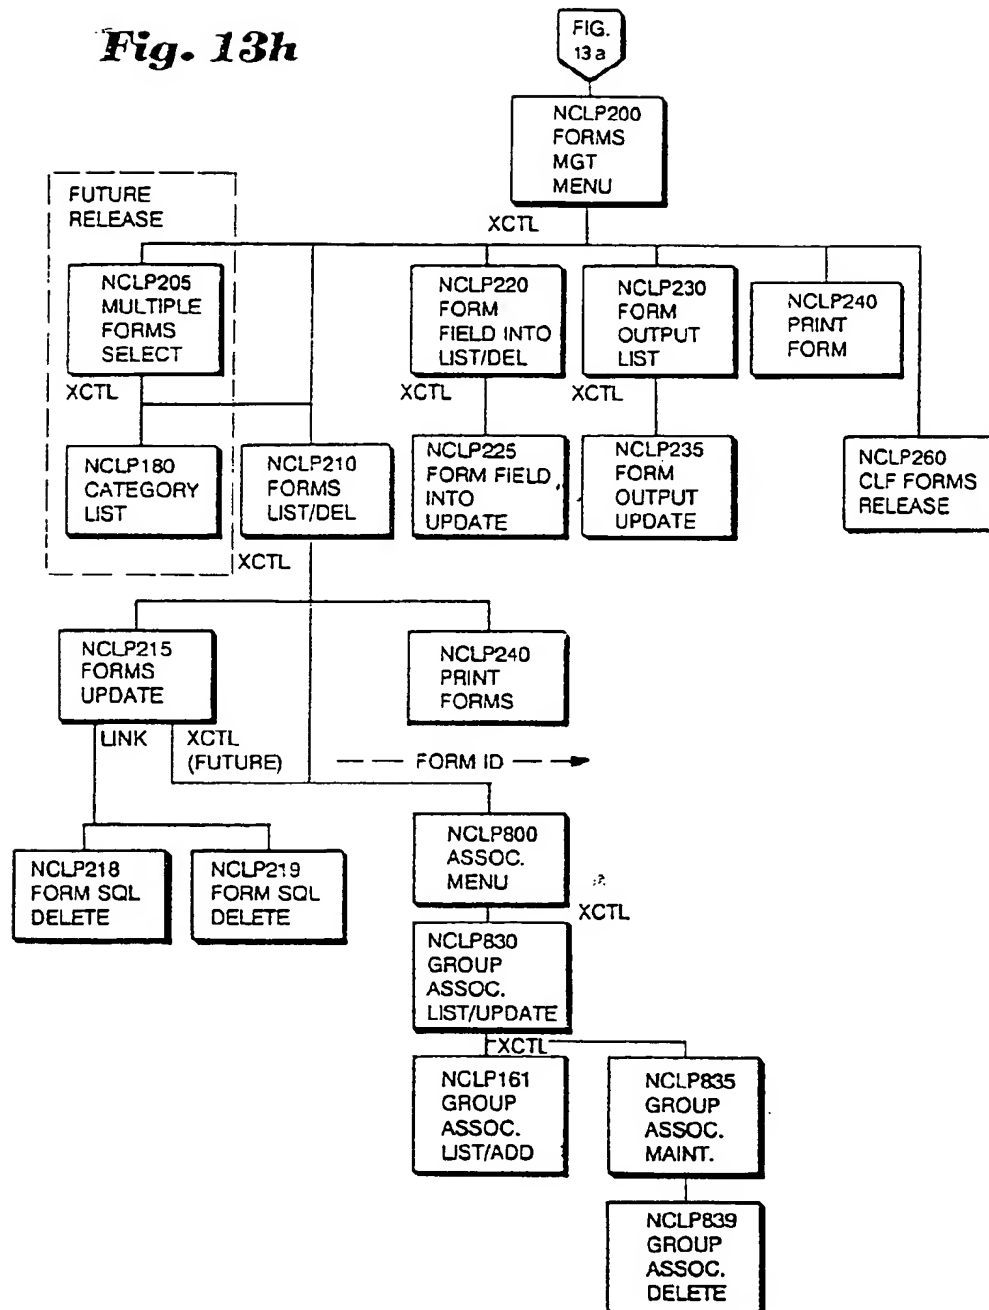 Fig. 13h
FIG.
13a
NCLP200
FORMS
MGT
MENU
XCTL
FUTURE
RELEASE
NCLP205
MULTIPLE
FORMS
SELECT
NCLP220
FORM
FIELD INTO
LIST/DEL
NCLP230
FORM
OUTPUT
LIST
NCLP240
PRINT
FORM
XCTL
XCTL
XCTL
NCLP180
CATEGORY
LIST
NCLP210
FORMS
LIST/DEL
NCLP225
FORM FIELD
INTO
UPDATE
NCLP235
FORM
OUTPUT
UPDATE
NCLP260
CLF FORMS
RELEASE
XCTL
NCLP215
FORMS
UPDATE
NCLP240
PRINT
FORMS
LINK
XCTL
(FUTURE)
FORM ID
NCLP218
FORM SQL
DELETE
NCLP219
FORM SQL
DELETE
NCLP800
ASSOC.
MENU
XCTL
NCLP830
GROUP
ASSOC.
LIST/UPDATE
XCTL
NCLP161
GROUP
ASSOC.
LIST/ADD
NCLP835
GROUP
ASSOC.
MAINT.
NCLP839
GROUP
ASSOC.
DELETE